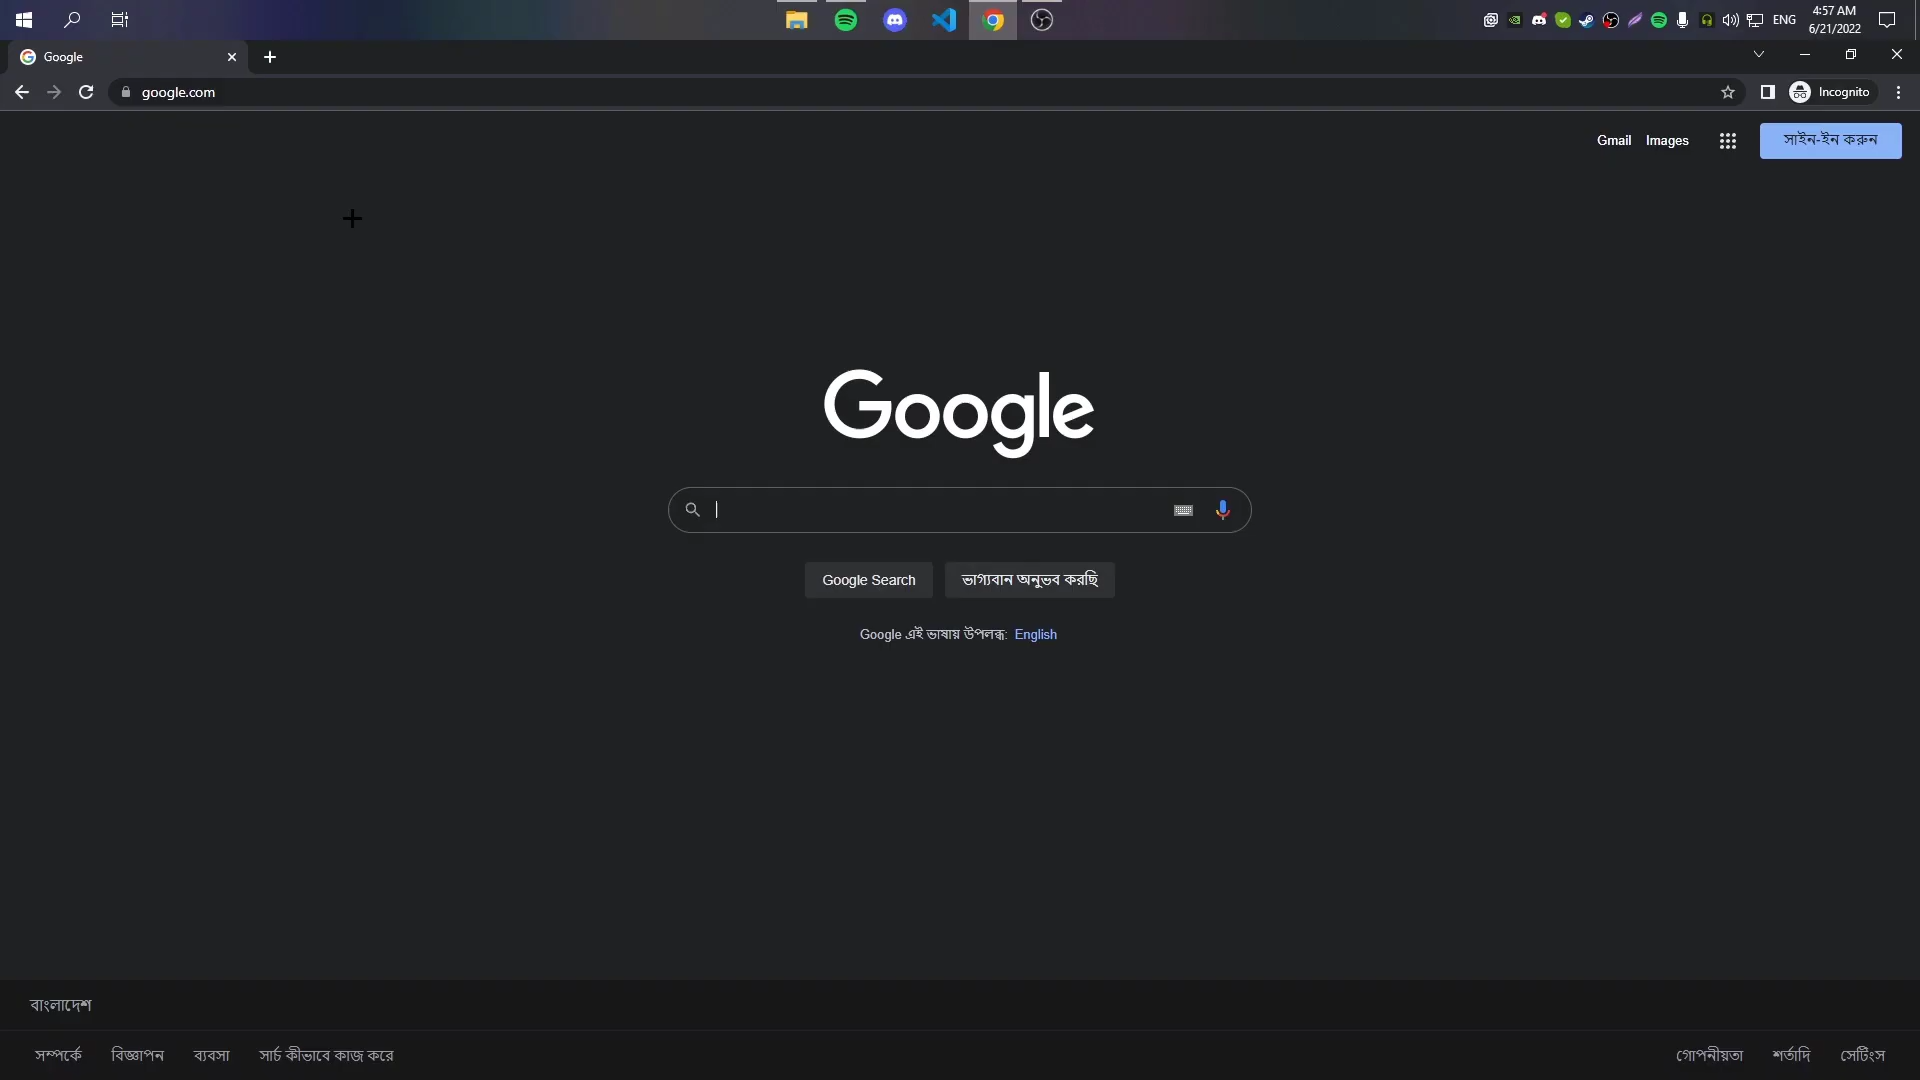 ENG
4:57 AM
6/21/2022
Google
google.com
Incognito
Gmail Images সাইন-ইন করুন
Google
Google Search ভাগ্যবান অনুভব করছি
Google এই ভাষায় উপলব্ধ: English
বাংলাদেশ
সম্পর্কে বিজ্ঞাপন ব্যবসা সার্চ কীভাবে কাজ করে গোপনীয়তা শর্তাদি সেটিংস